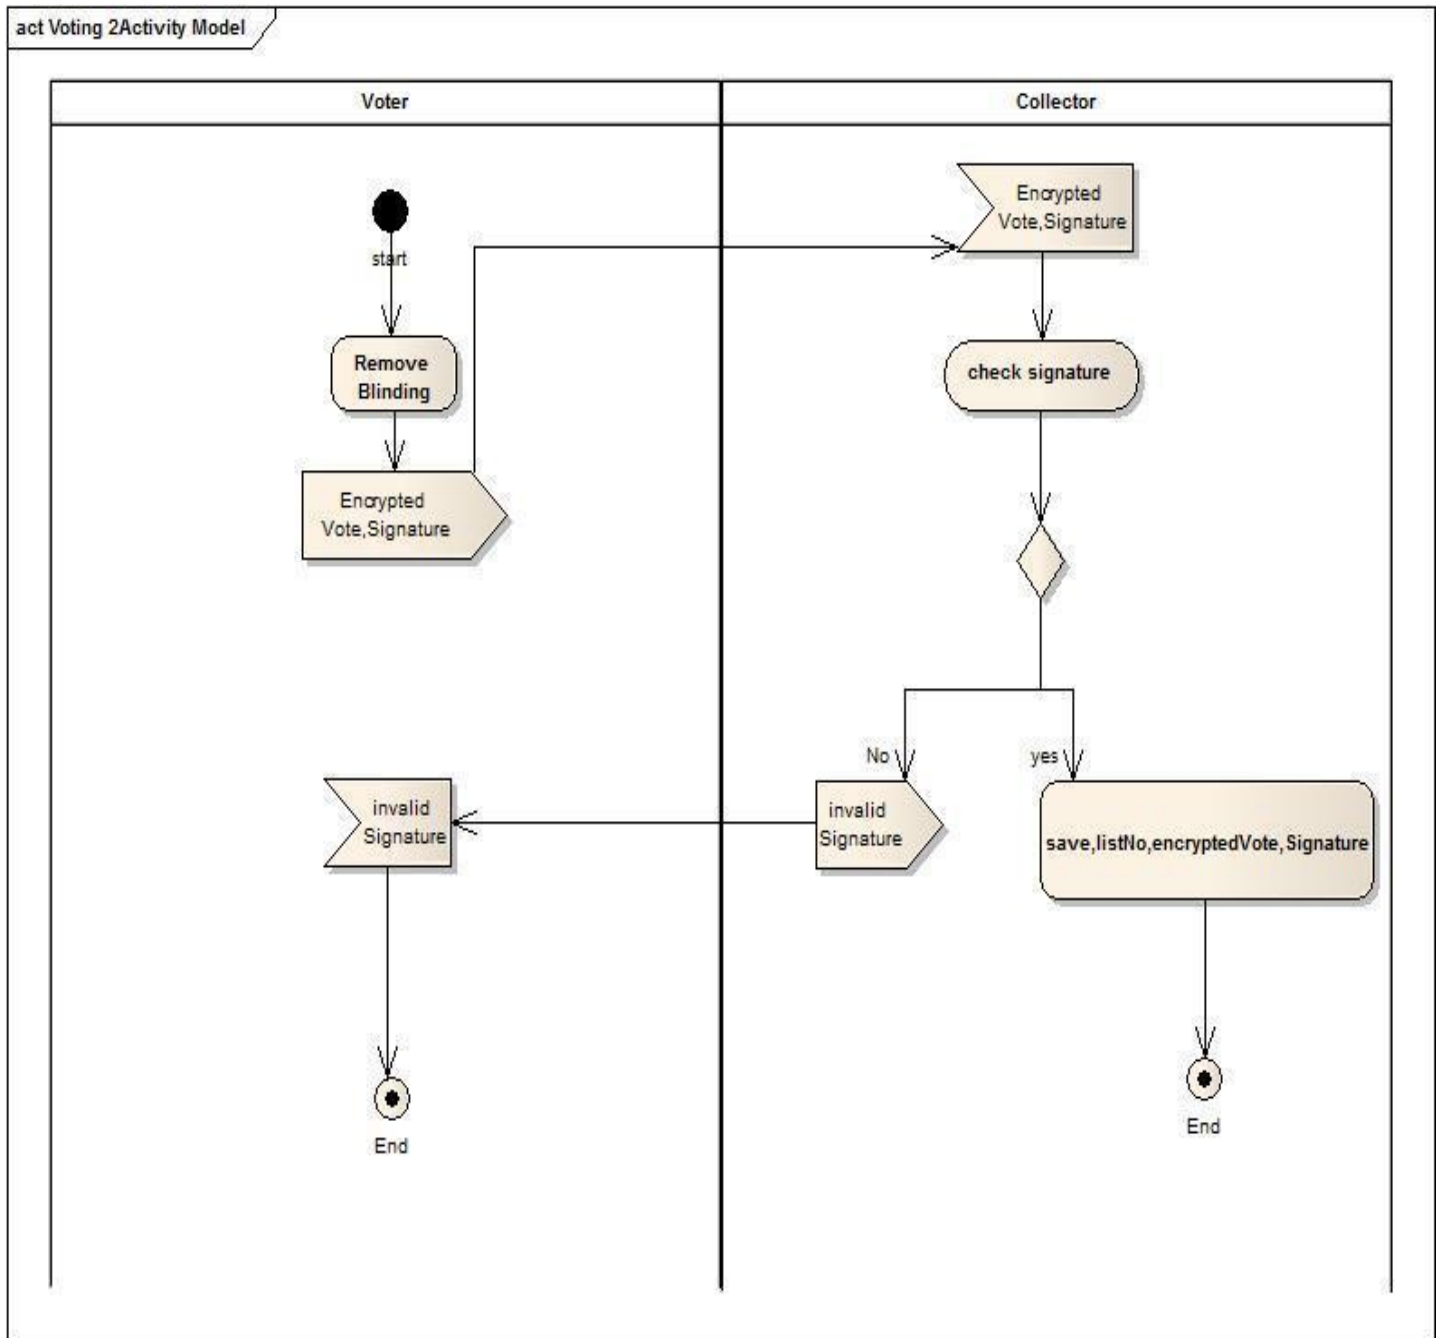 act Voting 2Activity Model
Voter
Collector
start
Remove
Blinding
Encrypted
Vote,Signature
Encrypted
Vote,Signature
check signature
No
yes
invalid
Signature
invalid
Signature
save,listNo,encryptedVote,Signature
End
End